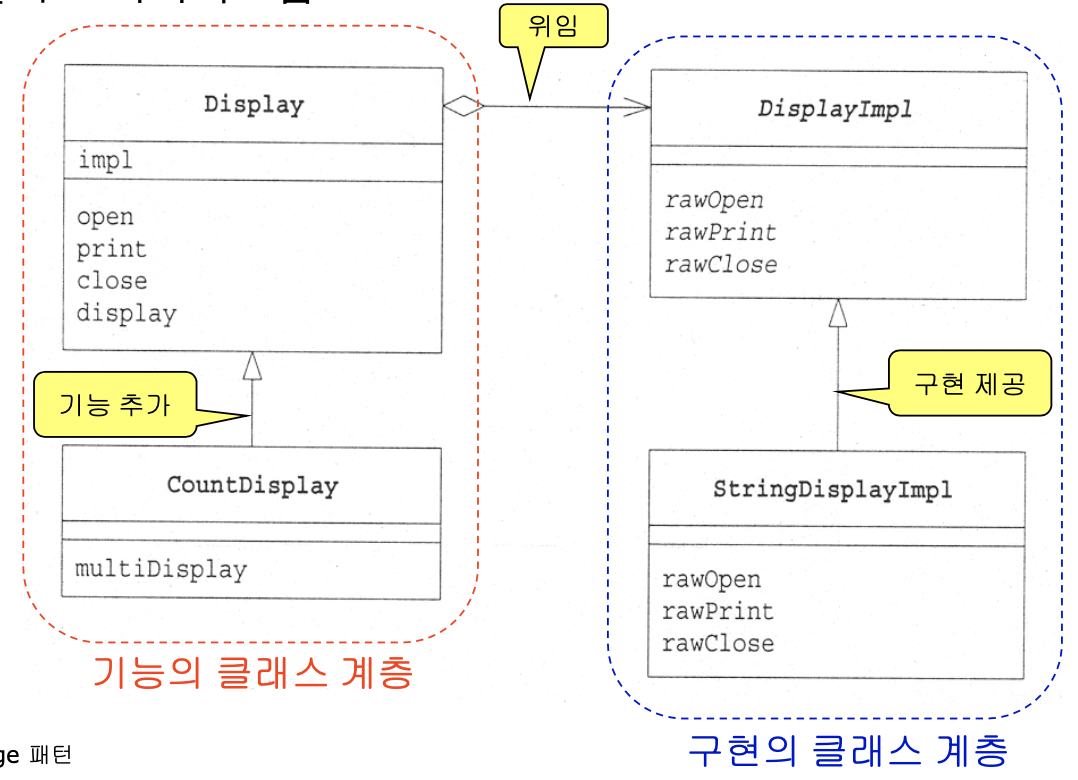 위임
Display
impl
open
print
close
display
기능 추가
CountDisplay
multiDisplay
기능의 클래스 계층
DisplayImpl
rawOpen
rawPrint
rawClose
구현 제공
StringDisplayImpl
rawOpen
rawPrint
rawClose
구현의 클래스 계층
패턴